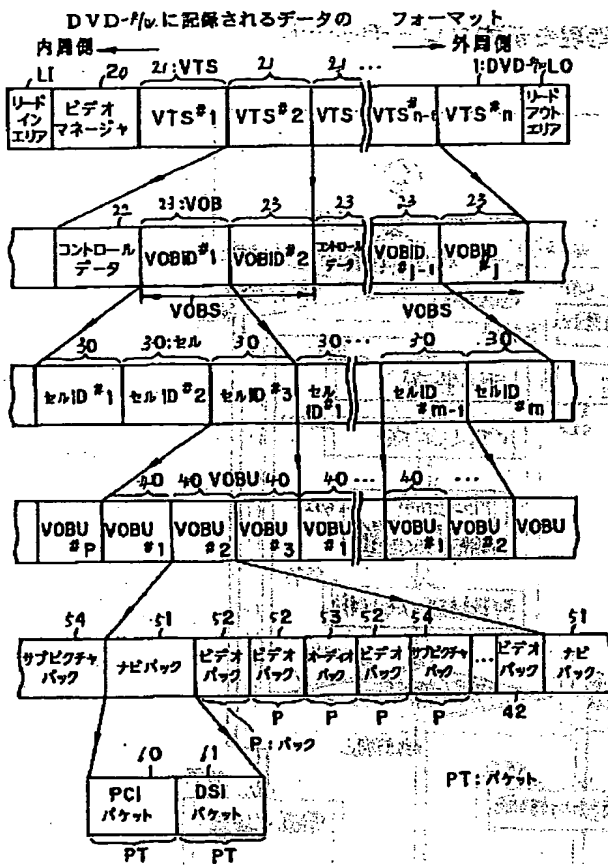 DVD-ディスクに記録されるデータの フォーマット
内周側 外周側
LI 20 21:VTS 21 21 … 1:DVD-ディスク LO
リードインエリア ビデオマネージャ VTS#1 VTS#2 VTS VTS#n-1 VTS#n リードアウトエリア
22 23:VOB 23 23 23 23
コントロールデータ VOBID#1 VOBID#2 コントロールデータ VOBID#j-1 VOBID#j
VOBS VOBS
30 30:セル 30 30 … 30 30
セルID#1 セルID#2 セルID#3 セルID#1 セルID#m-1 セルID#m
40 40 VOBU 40 40 … 40 …
VOBU#P VOBU#1 VOBU#2 VOBU#3 VOBU#1 VOBU#1 VOBU#2 VOBU
54 51 52 52 53 52 54 51
サブピクチャパック ナビパック ビデオパック ビデオパック オーディオパック ビデオパック サブピクチャパック … ビデオパック ナビパック
P P P P 42
P:パック
60 61
PCIパケット DSIパケット
PT:パケット
PT PT